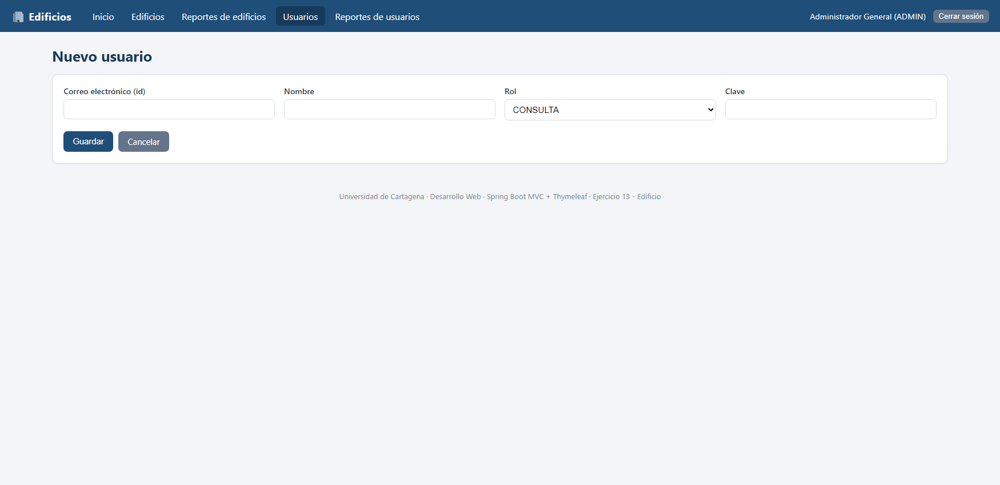 Edificios Inicio Edificios Reportes de edificios Usuarios Reportes de usuarios Administrador General (ADMIN) Cerrar sesión
Nuevo usuario
Correo electrónico (id) Nombre Rol Clave
CONSULTA
Guardar Cancelar
Universidad de Cartagena · Desarrollo Web · Spring Boot MVC + Thymeleaf · Ejercicio 13 - Edificio